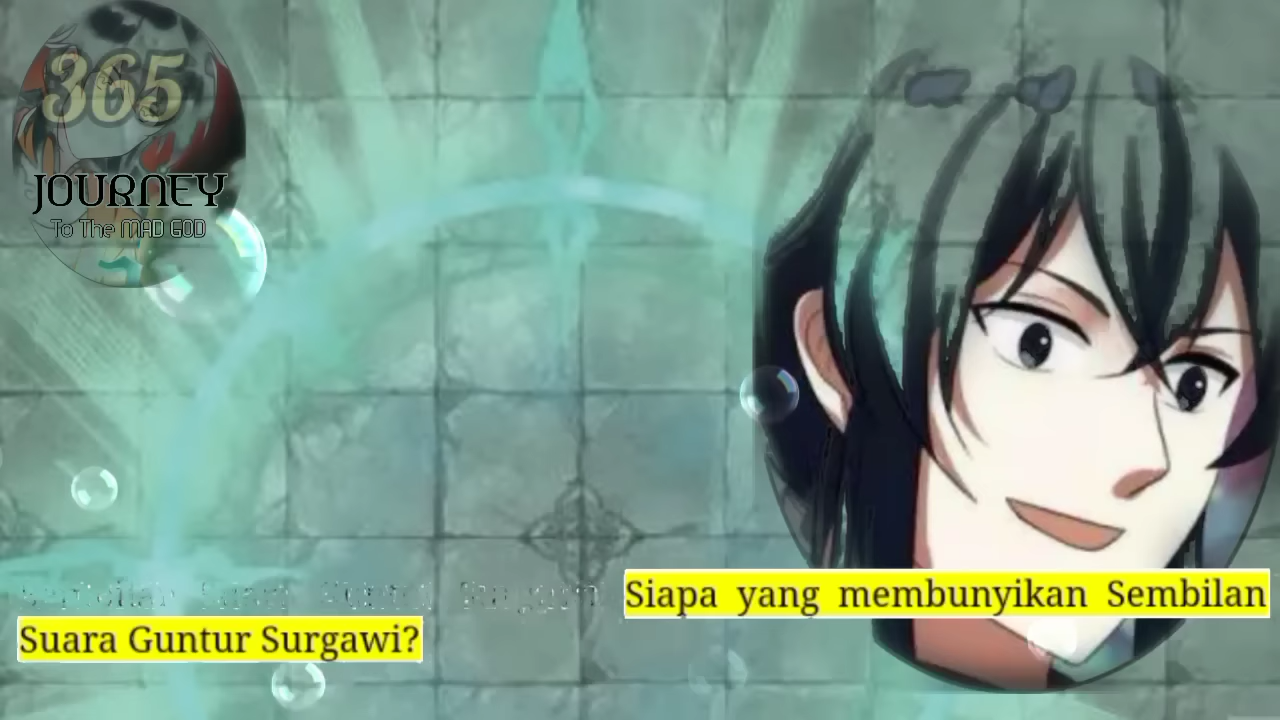 365
JOURNEY
To The MAD GOD
Siapa yang membunyikan Sembilan
Suara Guntur Surgawi?